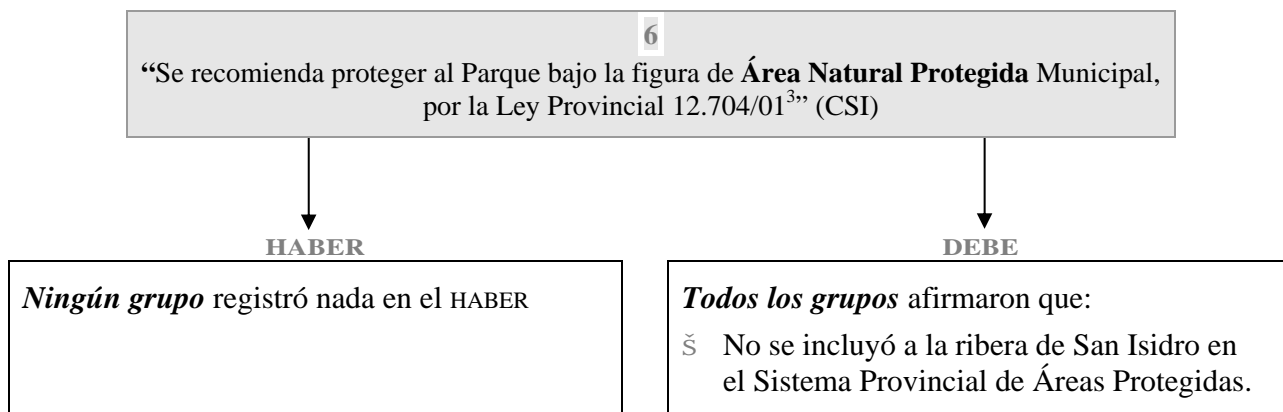 6
“Se recomienda proteger al Parque bajo la figura de Área Natural Protegida Municipal,
por la Ley Provincial 12.704/01³” (CSI)
HABER
Ningún grupo registró nada en el HABER
DEBE
Todos los grupos afirmaron que:
š No se incluyó a la ribera de San Isidro en
el Sistema Provincial de Áreas Protegidas.